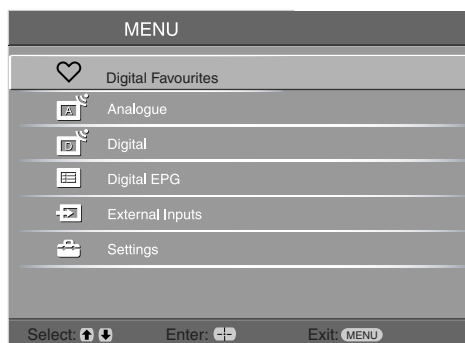 MENU
Digital Favourites
A Analogue
D Digital
Digital EPG
External Inputs
Settings
Select: Enter: Exit: MENU